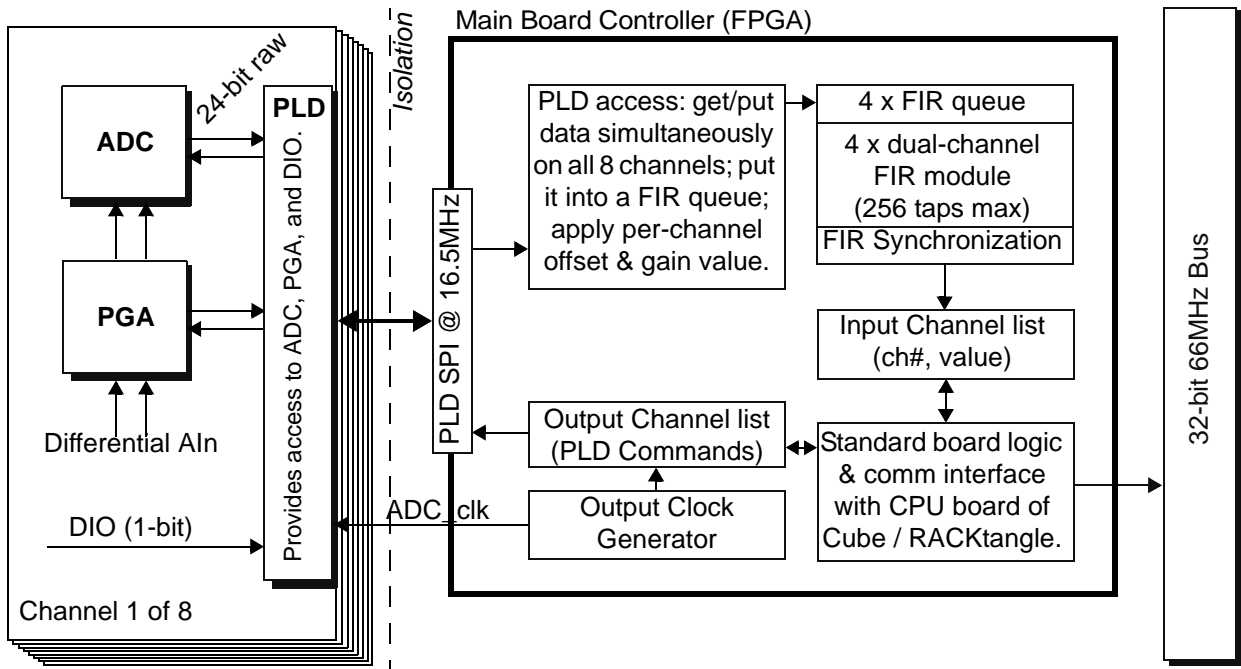 Main Board Controller (FPGA)
Isolation
24-bit raw
ADC
PLD
Provides access to ADC, PGA, and DIO.
PGA
Differential AIn
DIO (1-bit)
Channel 1 of 8
PLD SPI @ 16.5MHz
PLD access: get/put
data simultaneously
on all 8 channels; put
it into a FIR queue;
apply per-channel
offset & gain value.
4 x FIR queue
4 x dual-channel
FIR module
(256 taps max)
FIR Synchronization
Input Channel list
(ch#, value)
Output Channel list
(PLD Commands)
Standard board logic
& comm interface
with CPU board of
Cube / RACKtangle.
ADC_clk
Output Clock
Generator
32-bit 66MHz Bus